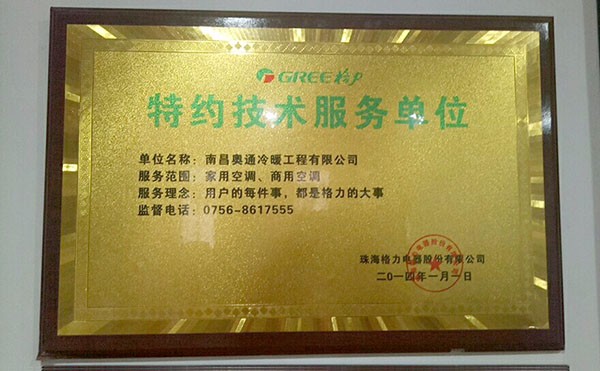 GREE格力
特约技术服务单位
单位名称：南昌奥通冷暖工程有限公司
服务范围：家用空调、商用空调
服务理念：用户的每件事，都是格力的大事
监督电话：0756-8617555
珠海格力电器股份有限公司
二〇一四年一月一日